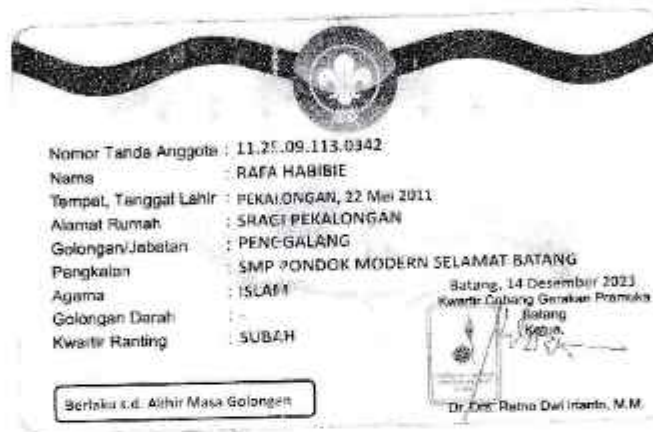 Nomor Tanda Anggota : 11.25.09.113.0342
Nama : RAFA HABIBIE
Tempat, Tanggal Lahir : PEKALONGAN, 22 Mei 2011
Alamat Rumah : SRAGI PEKALONGAN
Golongan/Jabatan : PENGGALANG
Pangkalan : SMP PONDOK MODERN SELAMAT BATANG
Agama : ISLAM
Golongan Darah : -
Kwartir Ranting : SUBAH
Batang, 14 Desember 2023
Kwartir Cabang Gerakan Pramuka
Batang
Ketua,
Dr. Drs. Retno Dwi Irianto, M.M.
Berlaku s.d. Akhir Masa Golongan